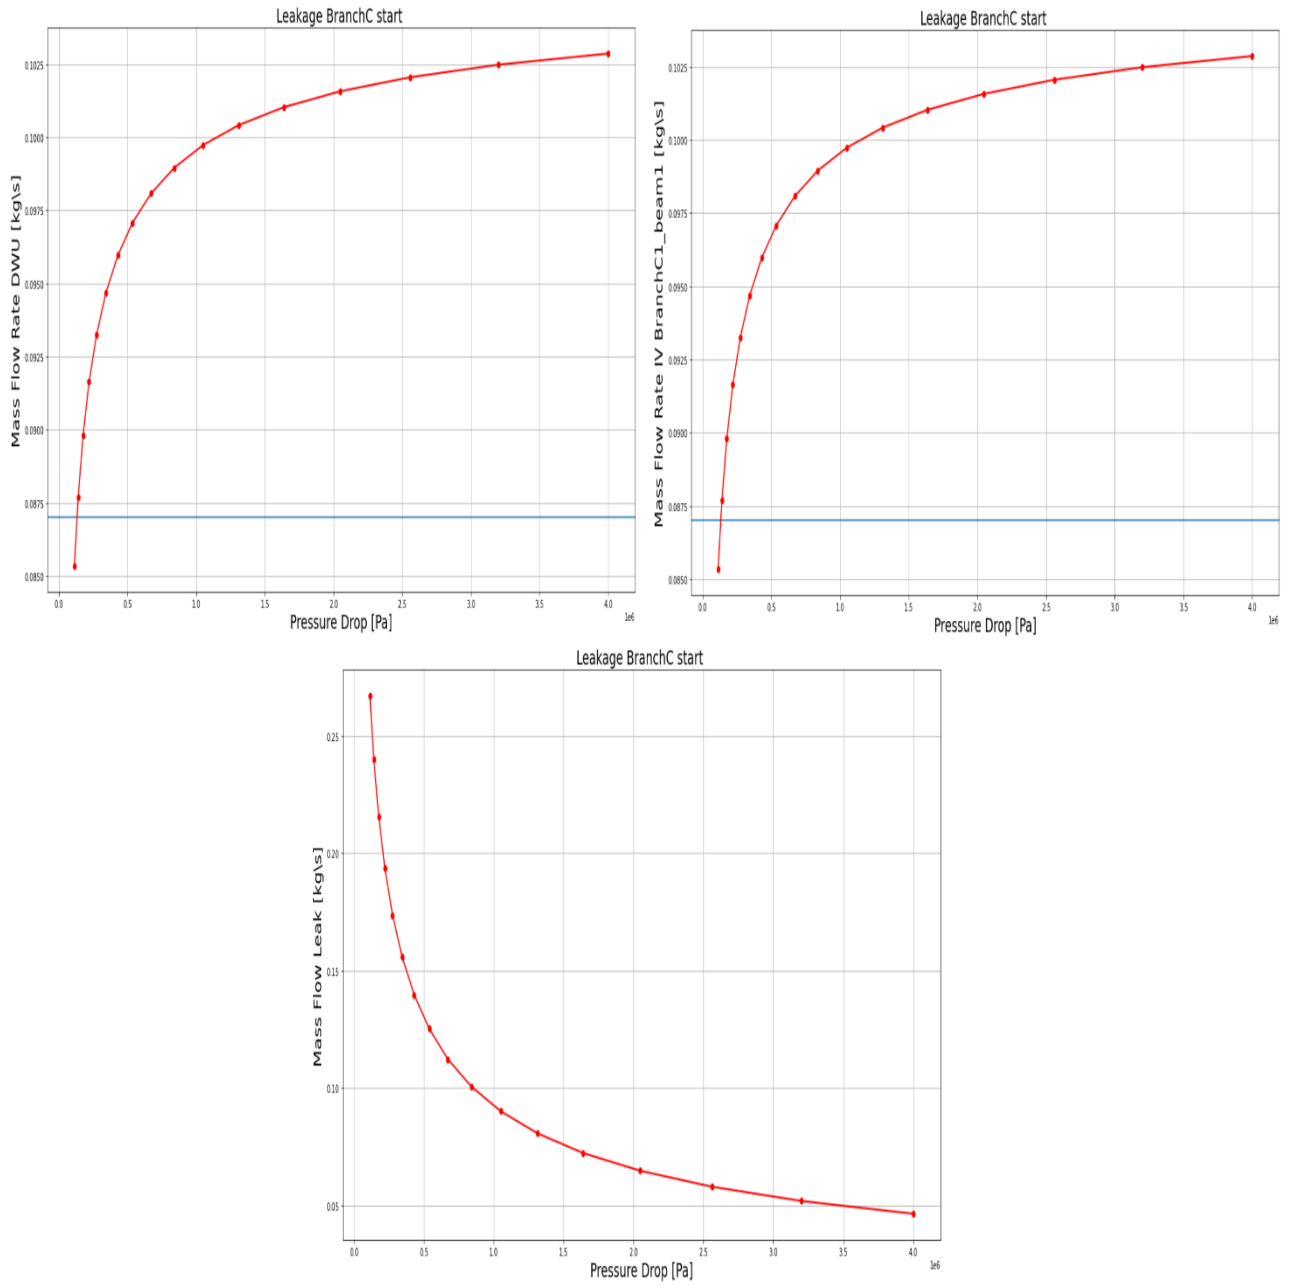 Leakage BranchC start
Mass Flow Rate DWU [kg\s]
0.1025
0.1000
0.0975
0.0950
0.0925
0.0900
0.0875
0.0850
0.0 0.5 1.0 1.5 2.0 2.5 3.0 3.5 4.0
1e6
Pressure Drop [Pa]
Leakage BranchC start
Mass Flow Rate IV BranchC1_beam1 [kg\s]
0.1025
0.1000
0.0975
0.0950
0.0925
0.0900
0.0875
0.0850
0.0 0.5 1.0 1.5 2.0 2.5 3.0 3.5 4.0
1e6
Pressure Drop [Pa]
Leakage BranchC start
Mass Flow Leak [kg\s]
0.25
0.20
0.15
0.10
0.05
0.0 0.5 1.0 1.5 2.0 2.5 3.0 3.5 4.0
1e6
Pressure Drop [Pa]